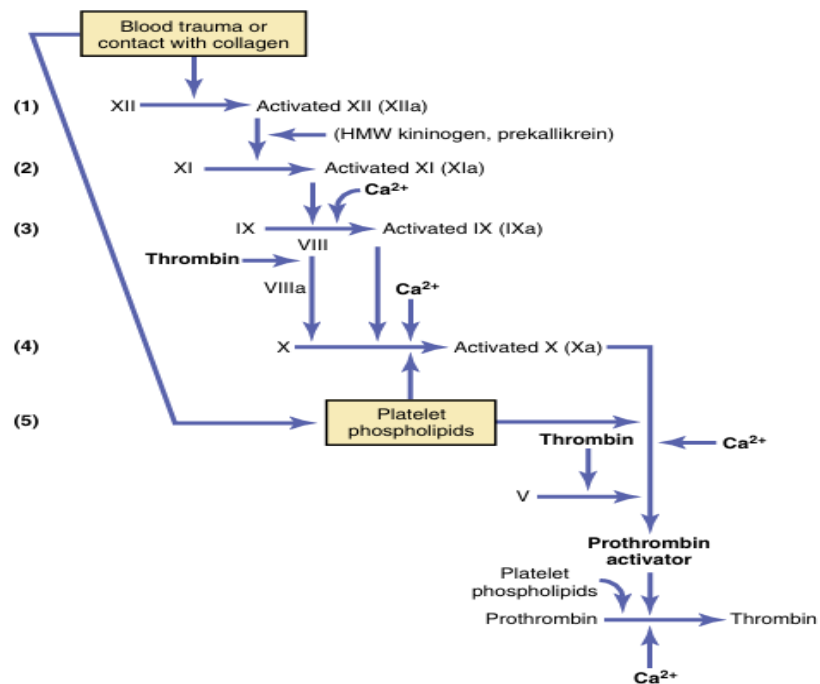 Blood trauma or
contact with collagen
(1) XII Activated XII (XIIa)
(HMW kininogen, prekallikrein)
(2) XI Activated XI (XIa)
Ca2+
(3) IX Activated IX (IXa)
VIII
Thrombin
VIIIa Ca2+
(4) X Activated X (Xa)
(5) Platelet
phospholipids
Thrombin Ca2+
V
Prothrombin
activator
Platelet
phospholipids
Prothrombin Thrombin
Ca2+